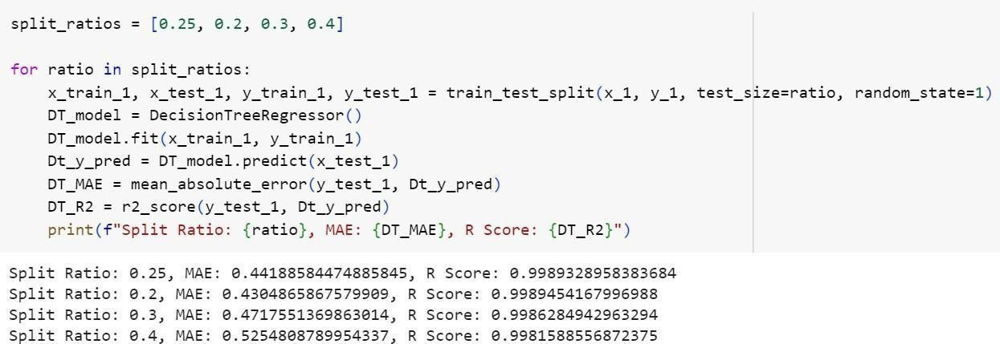 split_ratios = [0.25, 0.2, 0.3, 0.4]
for ratio in split_ratios:
    x_train_1, x_test_1, y_train_1, y_test_1 = train_test_split(x_1, y_1, test_size=ratio, random_state=1)
    DT_model = DecisionTreeRegressor()
    DT_model.fit(x_train_1, y_train_1)
    Dt_y_pred = DT_model.predict(x_test_1)
    DT_MAE = mean_absolute_error(y_test_1, Dt_y_pred)
    DT_R2 = r2_score(y_test_1, Dt_y_pred)
    print(f"Split Ratio: {ratio}, MAE: {DT_MAE}, R Score: {DT_R2}")
Split Ratio: 0.25, MAE: 0.44188584474885845, R Score: 0.9989328958383684
Split Ratio: 0.2, MAE: 0.4304865867579909, R Score: 0.9989454167996988
Split Ratio: 0.3, MAE: 0.4717551369863014, R Score: 0.9986284942963294
Split Ratio: 0.4, MAE: 0.5254808789954337, R Score: 0.9981588556872375